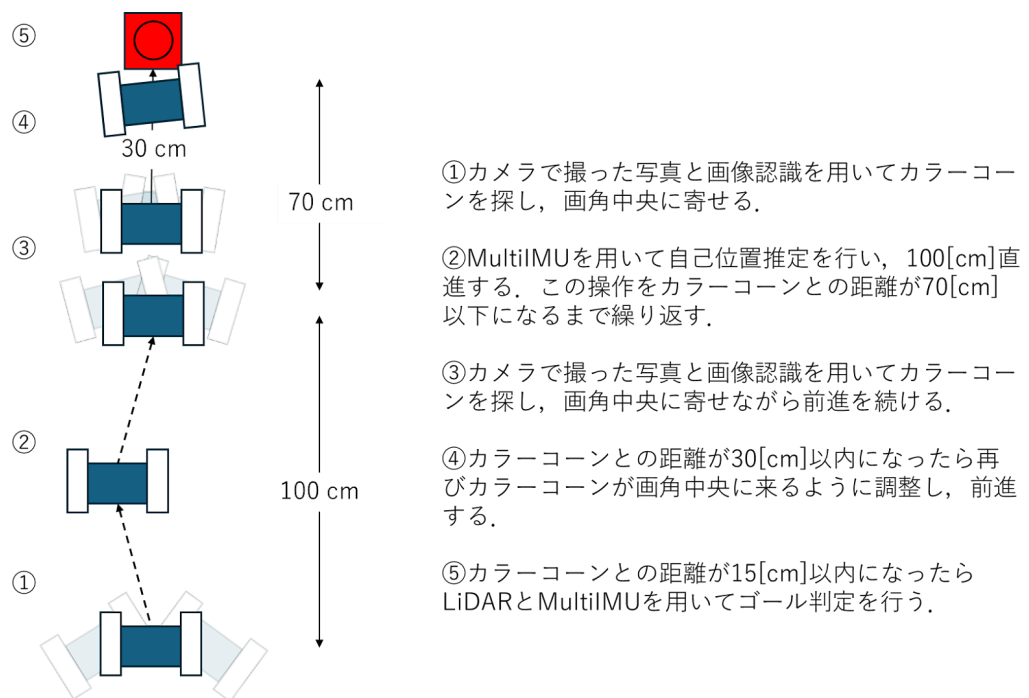 ⑤
④
30 cm
70 cm
③
②
100 cm
①
①カメラで撮った写真と画像認識を用いてカラーコー
ンを探し，画角中央に寄せる．
②MultiIMUを用いて自己位置推定を行い，100[cm]直
進する．この操作をカラーコーンとの距離が70[cm]
以下になるまで繰り返す．
③カメラで撮った写真と画像認識を用いてカラーコー
ンを探し，画角中央に寄せながら前進を続ける．
④カラーコーンとの距離が30[cm]以内になったら再
びカラーコーンが画角中央に来るように調整し，前進
する．
⑤カラーコーンとの距離が15[cm]以内になったら
LiDARとMultiIMUを用いてゴール判定を行う．